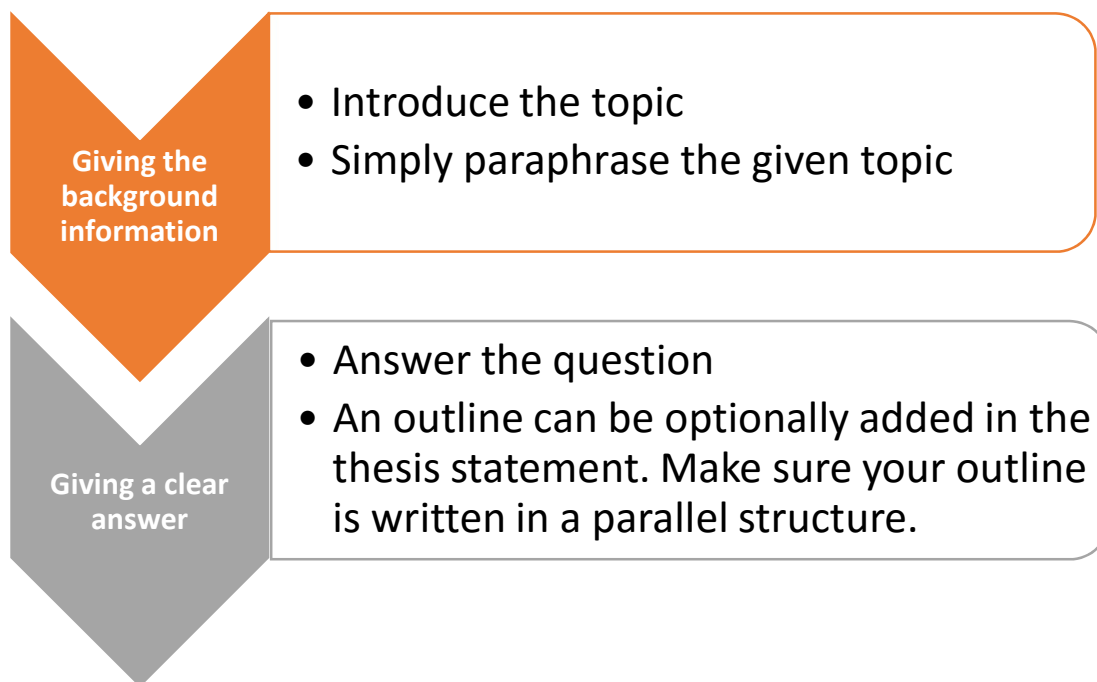 Giving the
background
information
• Introduce the topic
• Simply paraphrase the given topic
Giving a clear
answer
• Answer the question
• An outline can be optionally added in the
thesis statement. Make sure your outline
is written in a parallel structure.